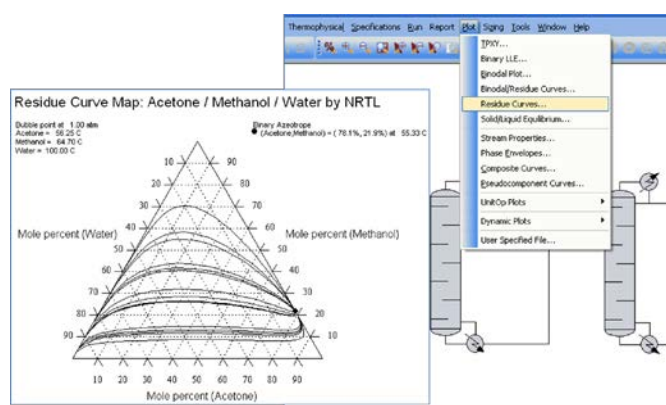 Thermophysical Specifications Run Report Plot Sizing Tools Window Help
TPXY...
Binary LLE...
Binodal Plot...
Binodal/Residue Curves...
Residue Curves...
Solid/Liquid Equilibrium...
Stream Properties...
Phase Envelopes...
Composite Curves...
Pseudocomponent Curves...
UnitOp Plots
Dynamic Plots
User Specified File...
Residue Curve Map: Acetone / Methanol / Water by NRTL
Bubble point at 1.00 atm
Acetone = 56.25 C
Methanol = 64.70 C
Water = 100.00 C
Binary Azeotrope
(Acetone,Methanol) = ( 78.1%, 21.9%) at 55.33 C
10 90
20 80
30 70
Mole percent (Water) 40 60 Mole percent (Methanol)
50 50
60 40
70 30
80 20
90 10
10 20 30 40 50 60 70 80 90
Mole percent (Acetone)